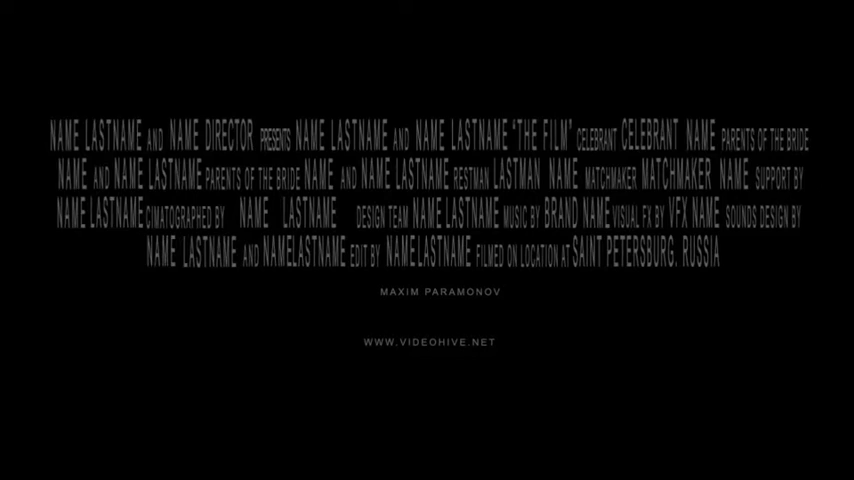 NAME LASTNAME AND NAME DIRECTOR PRESENTS NAME LASTNAME AND NAME LASTNAME "THE FILM" CELEBRANT CELEBRANT NAME PARENTS OF THE BRIDE
NAME AND NAME LASTNAME PARENTS OF THE BRIDE NAME AND NAME LASTNAME RESTMAN LASTMAN NAME MATCHMAKER MATCHMAKER NAME SUPPORT BY
NAME LASTNAME CIMATOGRAPHED BY NAME LASTNAME DESIGN TEAM NAME LASTNAME MUSIC BY BRAND NAME VISUAL FX BY VFX NAME SOUNDS DESIGN BY
NAME LASTNAME AND NAMELASTNAME EDIT BY NAMELASTNAME FILMED ON LOCATION AT SAINT PETERSBURG. RUSSIA
MAXIM PARAMONOV
WWW.VIDEOHIVE.NET